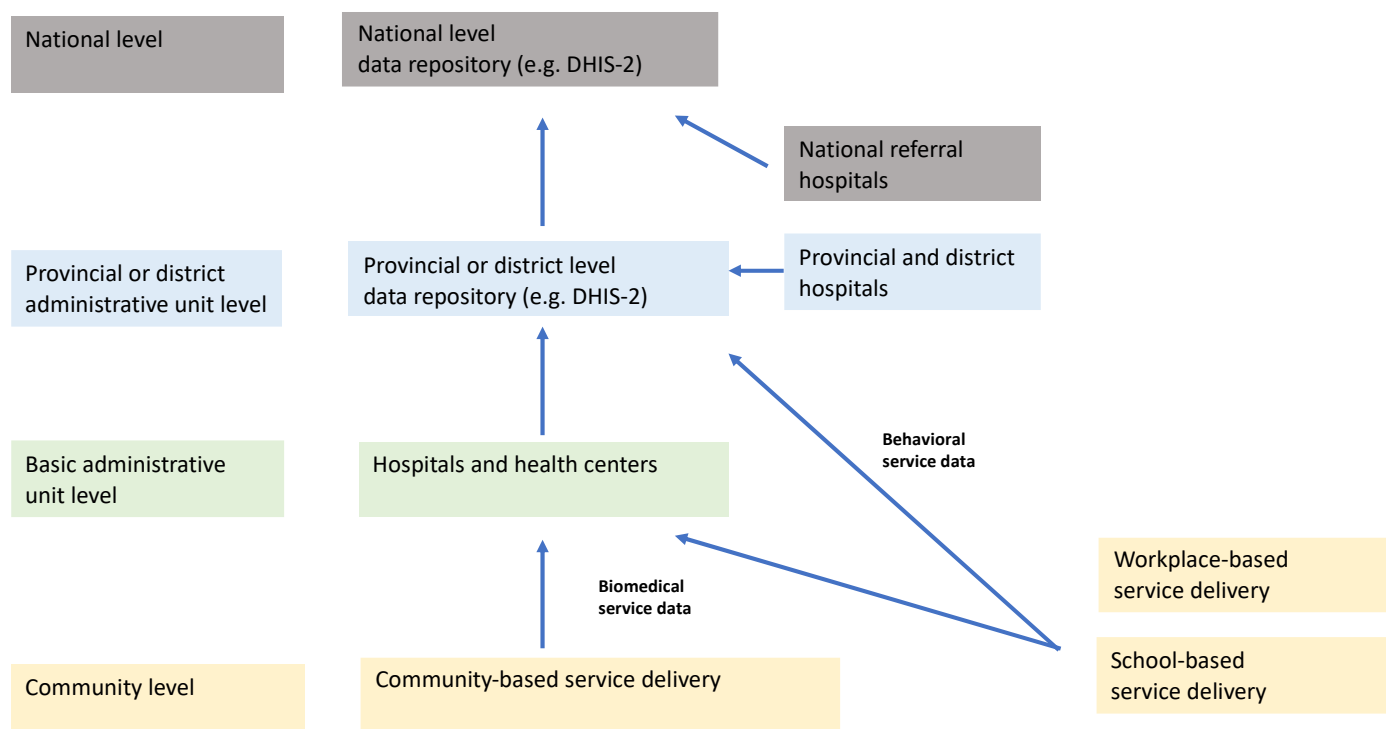 National level
National level
data repository (e.g. DHIS-2)
National referral
hospitals
Provincial or district
administrative unit level
Provincial or district level
data repository (e.g. DHIS-2)
Provincial and district
hospitals
Basic administrative
unit level
Hospitals and health centers
Behavioral
service data
Biomedical
service data
Workplace-based
service delivery
Community level
Community-based service delivery
School-based
service delivery